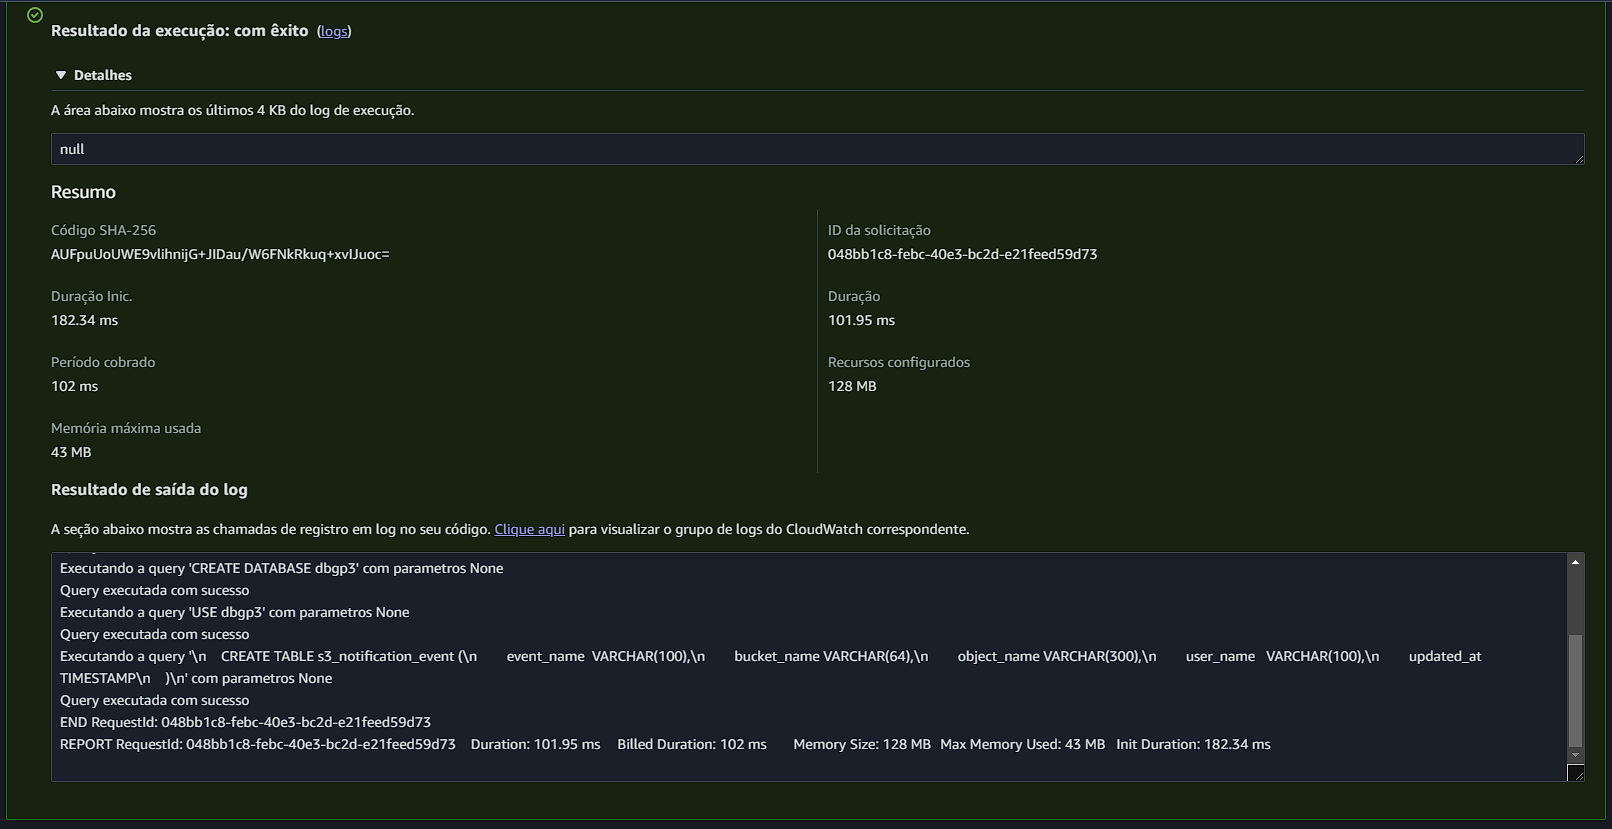 Resultado da execução: com êxito (logs)
Detalhes
A área abaixo mostra os últimos 4 KB do log de execução.
null
Resumo
Código SHA-256
AUFpuUoUWE9vlihnijG+JIDau/W6FNkRkuq+xvIJuoc=
ID da solicitação
048bb1c8-febc-40e3-bc2d-e21feed59d73
Duração Inic.
182.34 ms
Duração
101.95 ms
Período cobrado
102 ms
Recursos configurados
128 MB
Memória máxima usada
43 MB
Resultado de saída do log
A seção abaixo mostra as chamadas de registro em log no seu código. Clique aqui para visualizar o grupo de logs do CloudWatch correspondente.
Executando a query 'CREATE DATABASE dbgp3' com parametros None
Query executada com sucesso
Executando a query 'USE dbgp3' com parametros None
Query executada com sucesso
Executando a query '\n    CREATE TABLE s3_notification_event (\n        event_name  VARCHAR(100),\n        bucket_name VARCHAR(64),\n        object_name VARCHAR(300),\n        user_name   VARCHAR(100),\n        updated_at
TIMESTAMP\n    )\n' com parametros None
Query executada com sucesso
END RequestId: 048bb1c8-febc-40e3-bc2d-e21feed59d73
REPORT RequestId: 048bb1c8-febc-40e3-bc2d-e21feed59d73 Duration: 101.95 ms Billed Duration: 102 ms Memory Size: 128 MB Max Memory Used: 43 MB Init Duration: 182.34 ms